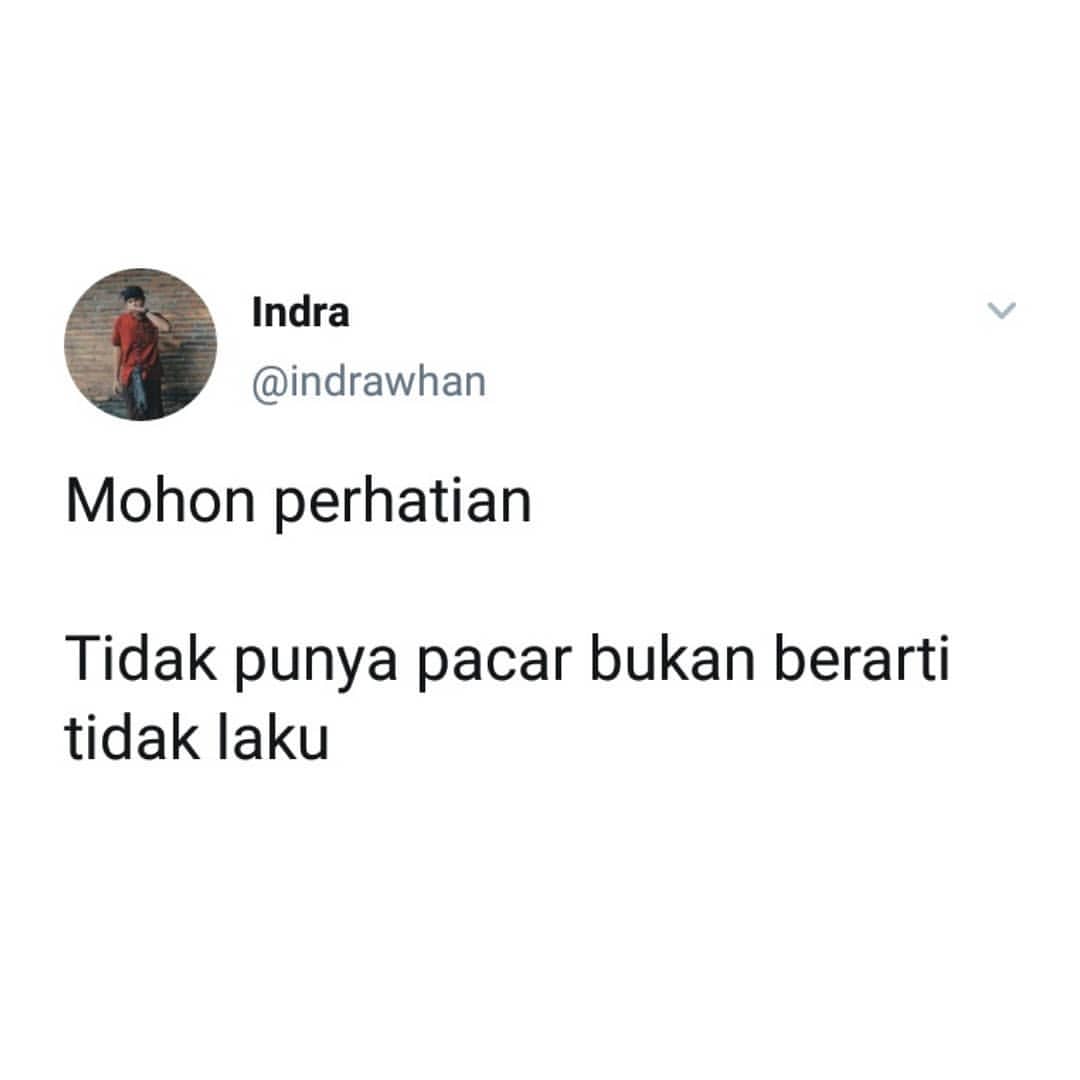 Indra
@indrawhan
Mohon perhatian
Tidak punya pacar bukan berarti
tidak laku